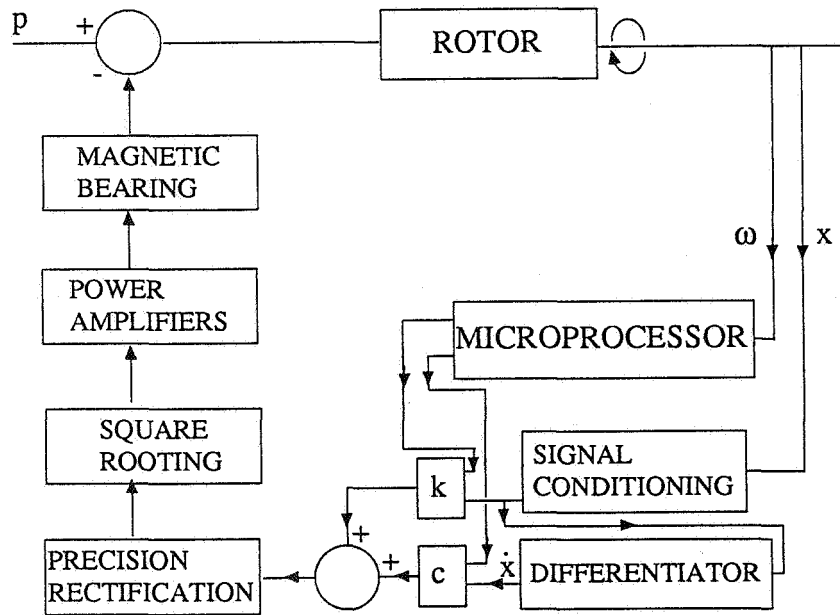 p
+
-
ROTOR
MAGNETIC
BEARING
ω
x
POWER
AMPLIFIERS
MICROPROCESSOR
SQUARE
ROOTING
SIGNAL
CONDITIONING
k
+
+
PRECISION
RECTIFICATION
c
ẋ
DIFFERENTIATOR